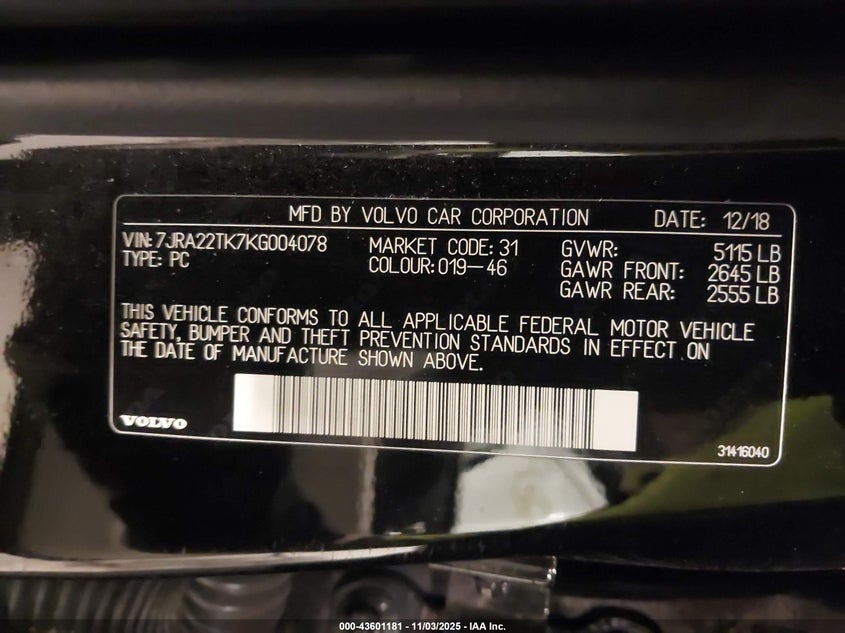 MFD BY VOLVO CAR CORPORATION DATE: 12/18
VIN: 7JRA22TK7KG004078 MARKET CODE: 31 GVWR: 5115 LB
TYPE: PC COLOUR: 019-46 GAWR FRONT: 2645 LB
GAWR REAR: 2555 LB
THIS VEHICLE CONFORMS TO ALL APPLICABLE FEDERAL MOTOR VEHICLE
SAFETY, BUMPER AND THEFT PREVENTION STANDARDS IN EFFECT ON
THE DATE OF MANUFACTURE SHOWN ABOVE.
VOLVO
31416040
000-43601181 - 11/03/2025 - IAA Inc.